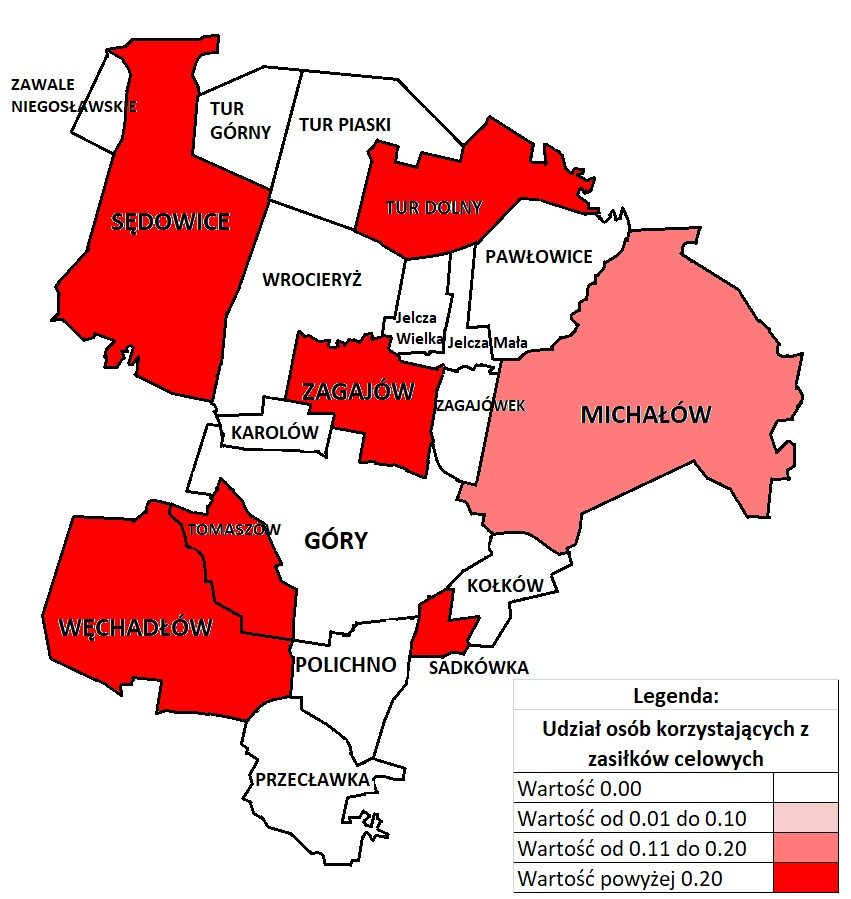 ZAWALE
NIEGOSŁAWSKIE
TUR
GÓRNY
TUR PIASKI
TUR DOLNY
SĘDOWICE
PAWŁOWICE
WROCIERYŻ
Jelcza
Wielka
Jelcza Mała
ZAGAJÓW
ZAGAJÓWEK
MICHAŁÓW
KAROLÓW
TOMASZÓW
GÓRY
KOŁKÓW
WĘCHADŁÓW
POLICHNO
SADKÓWKA
PRZECŁAWKA
Legenda:
Udział osób korzystających z
zasiłków celowych
Wartość 0.00
Wartość od 0.01 do 0.10
Wartość od 0.11 do 0.20
Wartość powyżej 0.20